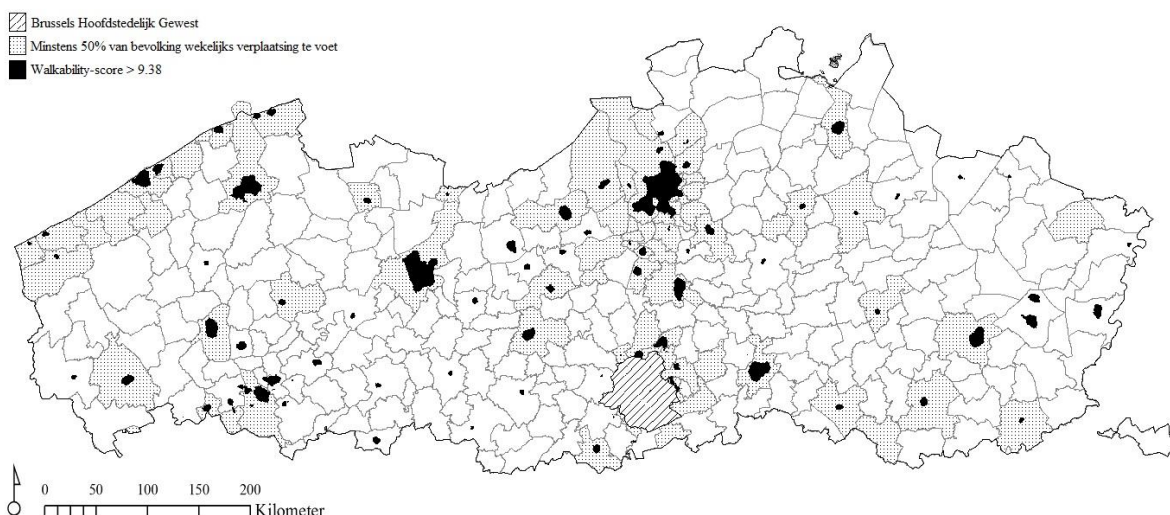 Brussels Hoofdstedelijk Gewest
Minstens 50% van bevolking wekelijks verplaatsing te voet
Walkability-score > 9.38
0 50 100 150 200
Kilometer